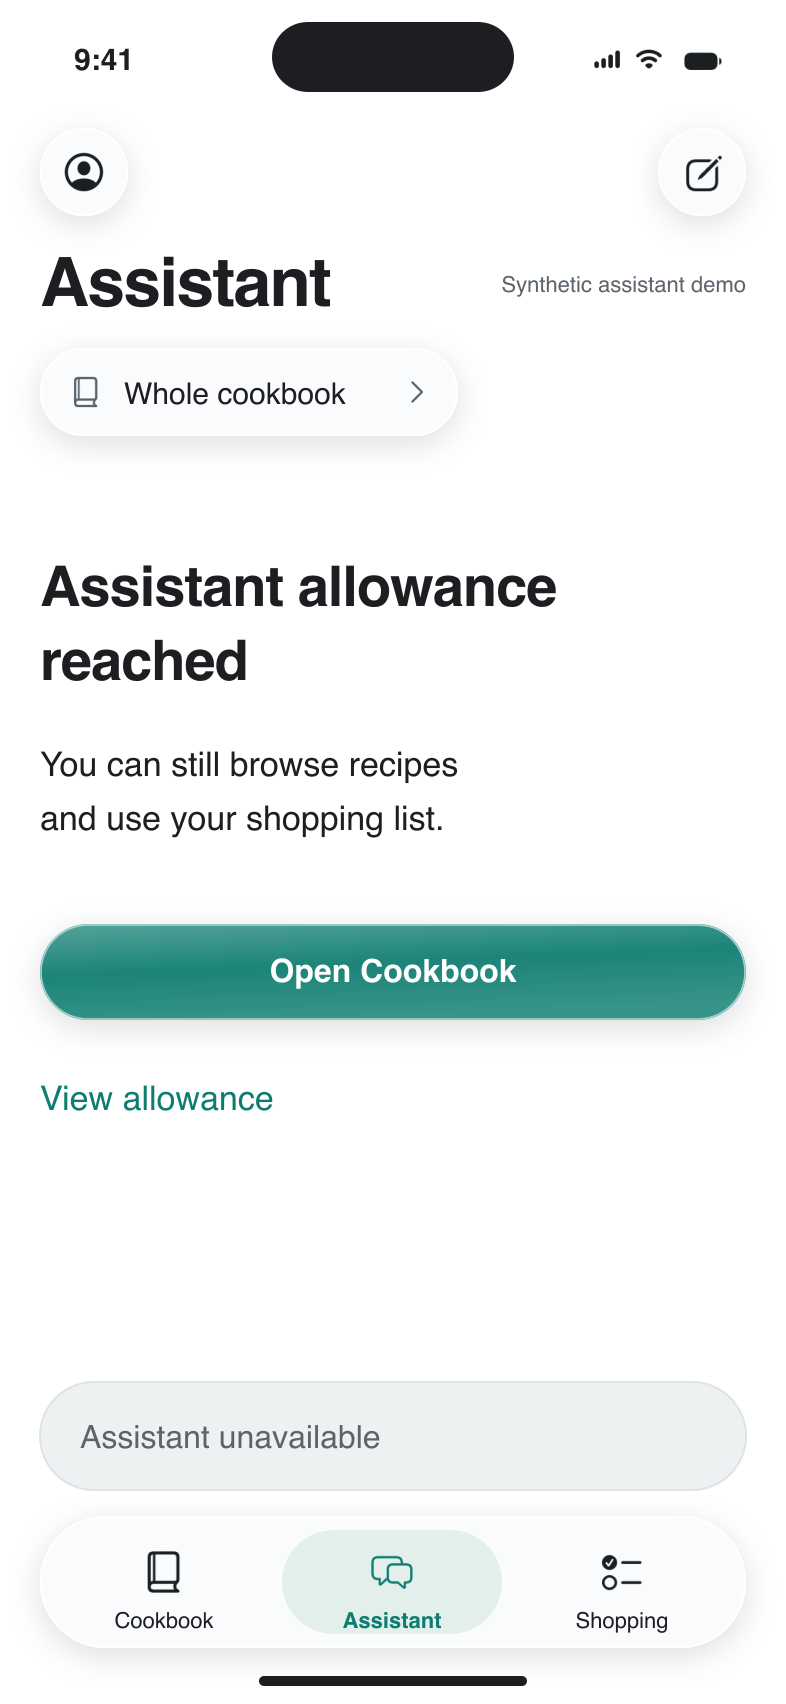 9:41
Assistant
Synthetic assistant demo
Whole cookbook
Assistant allowance
reached
You can still browse recipes
and use your shopping list.
Open Cookbook
View allowance
Assistant unavailable
Cookbook
Assistant
Shopping